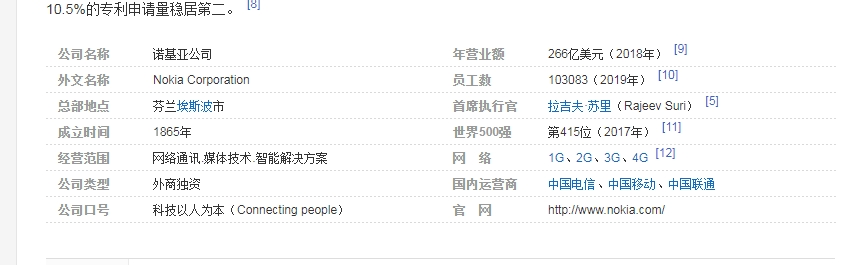 10.5%的专利申请量稳居第二。 [8]
公司名称 诺基亚公司 年营业额 266亿美元（2018年） [9]
外文名称 Nokia Corporation 员工数 103083（2019年） [10]
总部地点 芬兰埃斯波市 首席执行官 拉吉夫·苏里（Rajeev Suri） [5]
成立时间 1865年 世界500强 第415位（2017年） [11]
经营范围 网络通讯.媒体技术.智能解决方案 网 络 1G、2G、3G、4G [12]
公司类型 外商独资 国内运营商 中国电信、中国移动、中国联通
公司口号 科技以人为本（Connecting people） 官 网 http://www.nokia.com/